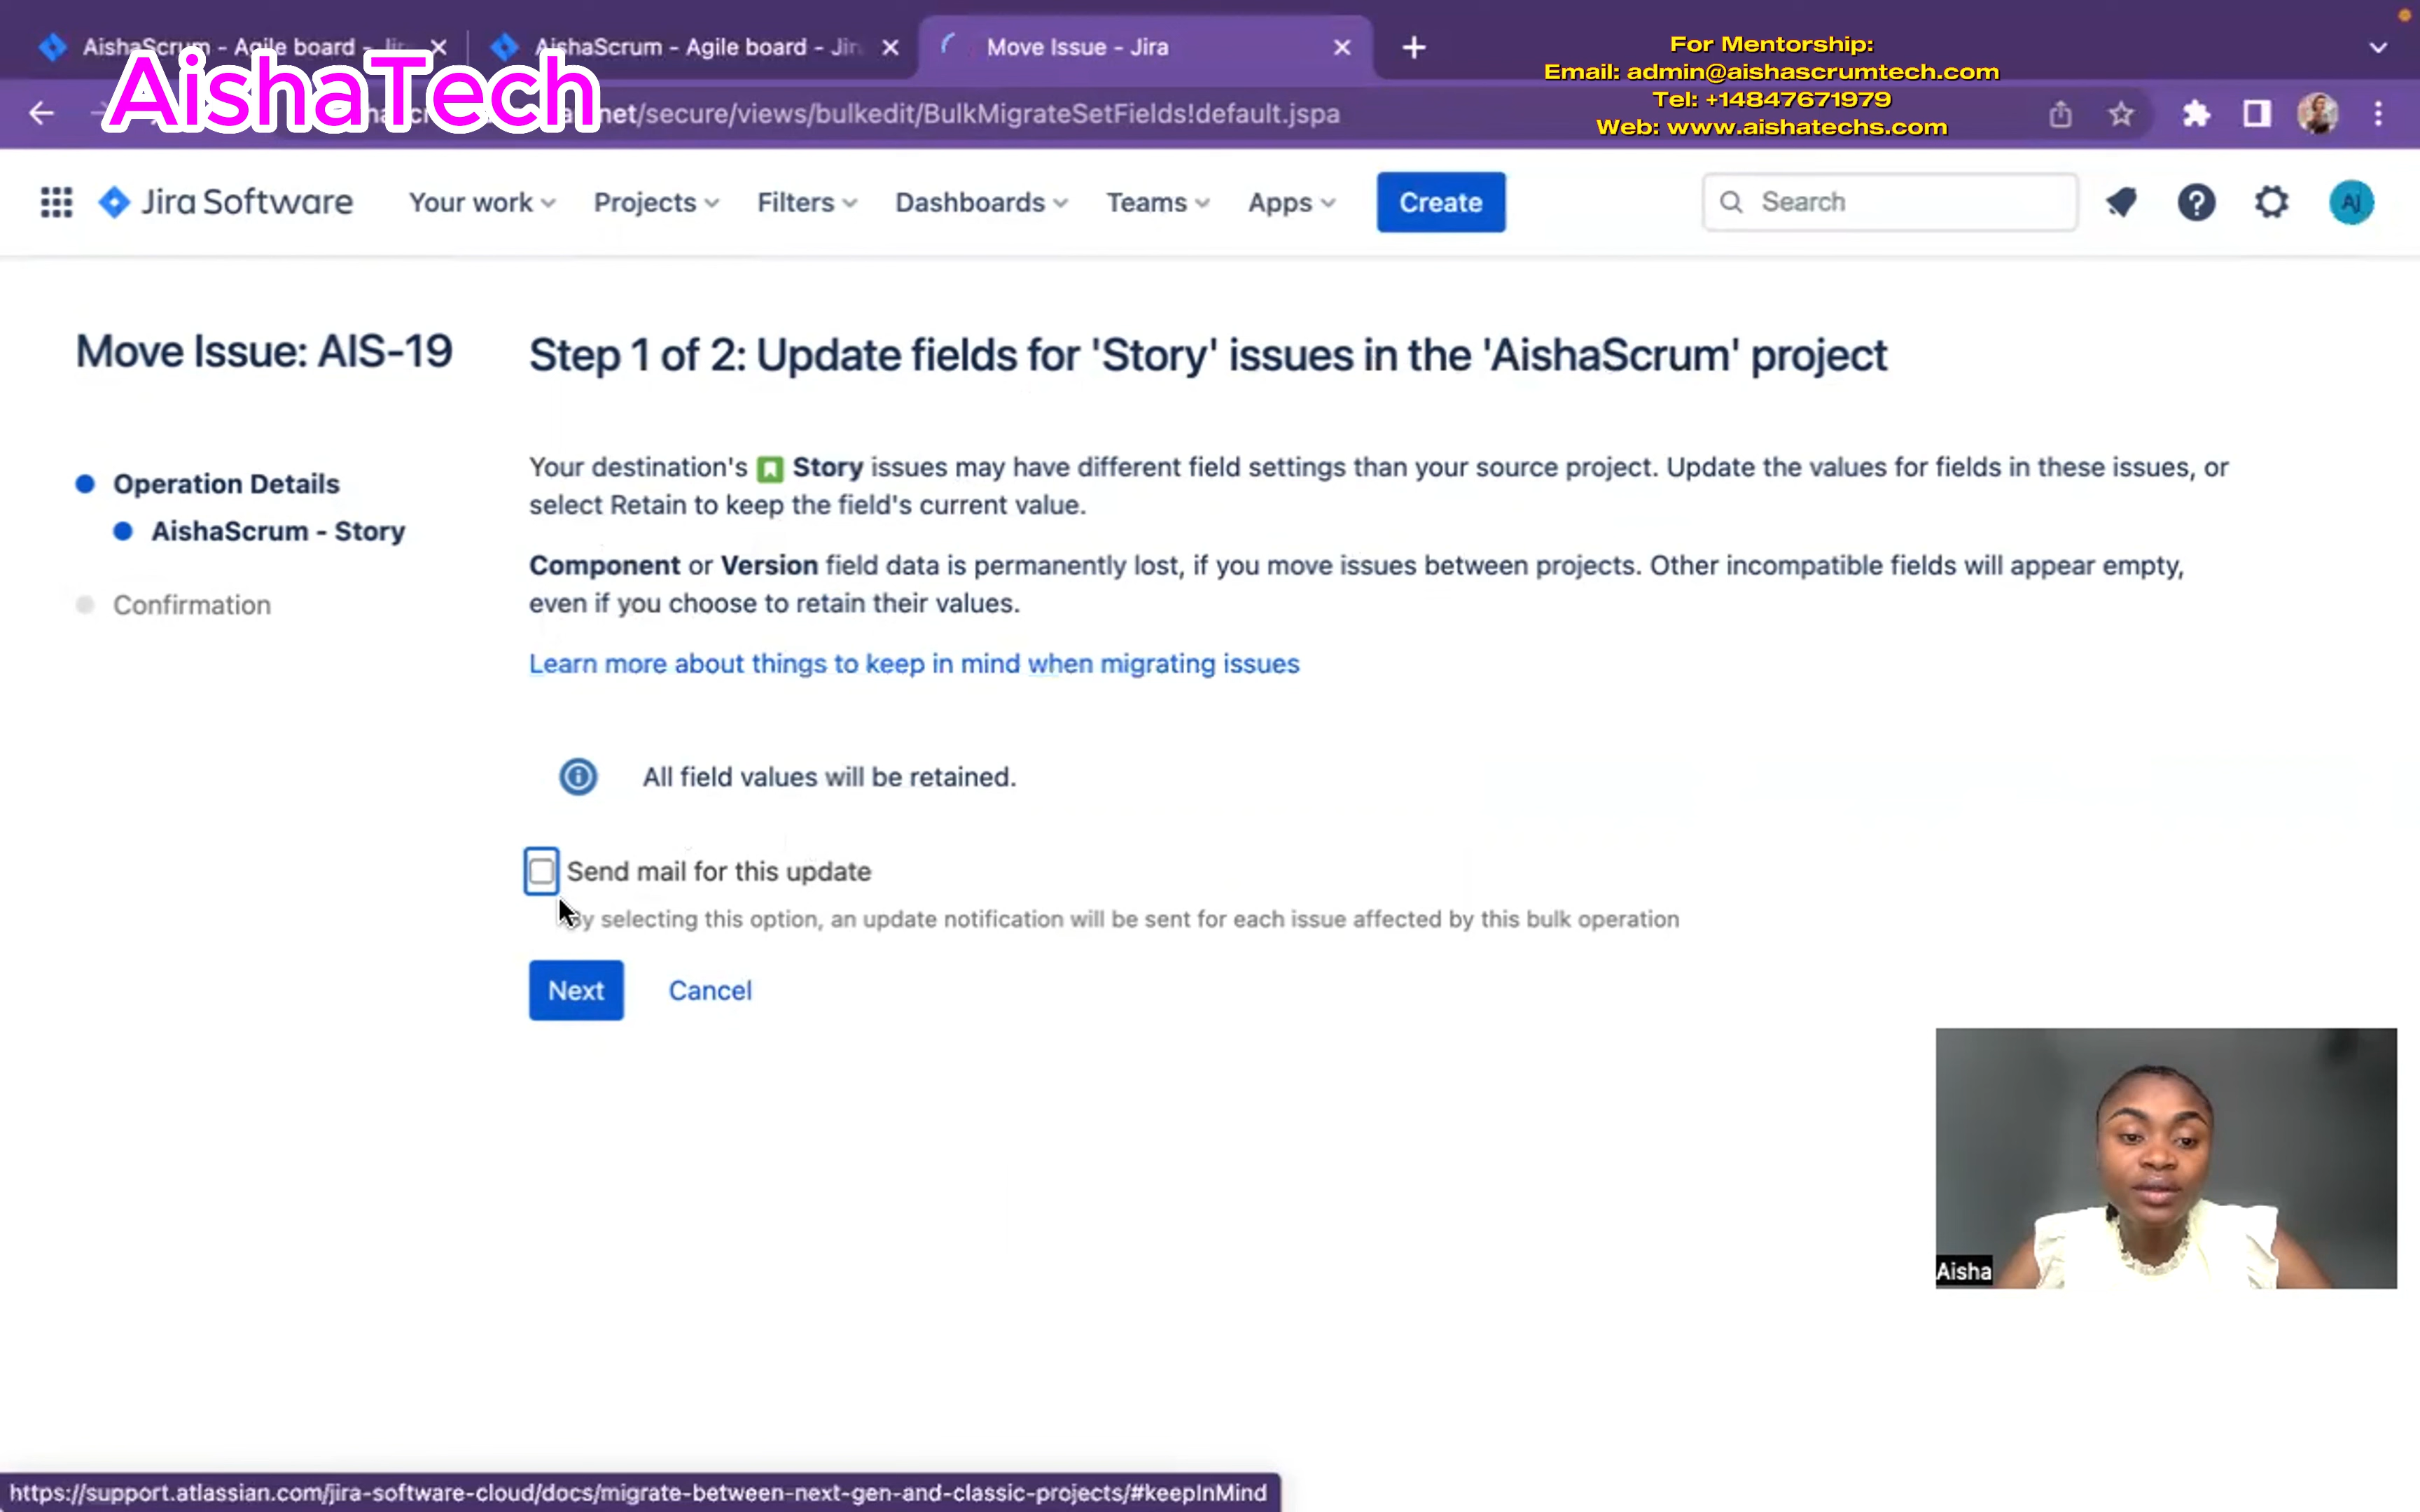 AishaScrum - Agile board - Jir
AishaScrum - Agile board - Jir
Move Issue - Jira
AishaTech
For Mentorship:
Email: admin@aishascrumtech.com
Tel: +14847671979
Web: www.aishatechs.com
net/secure/views/bulkedit/BulkMigrateSetFields!default.jspa
Jira Software
Your work
Projects
Filters
Dashboards
Teams
Apps
Create
Search
AJ
Move Issue: AIS-19
Step 1 of 2: Update fields for 'Story' issues in the 'AishaScrum' project
Operation Details
AishaScrum - Story
Confirmation
Your destination's Story issues may have different field settings than your source project. Update the values for fields in these issues, or
select Retain to keep the field's current value.
Component or Version field data is permanently lost, if you move issues between projects. Other incompatible fields will appear empty,
even if you choose to retain their values.
Learn more about things to keep in mind when migrating issues
All field values will be retained.
Send mail for this update
By selecting this option, an update notification will be sent for each issue affected by this bulk operation
Next
Cancel
Aisha
https://support.atlassian.com/jira-software-cloud/docs/migrate-between-next-gen-and-classic-projects/#keepInMind